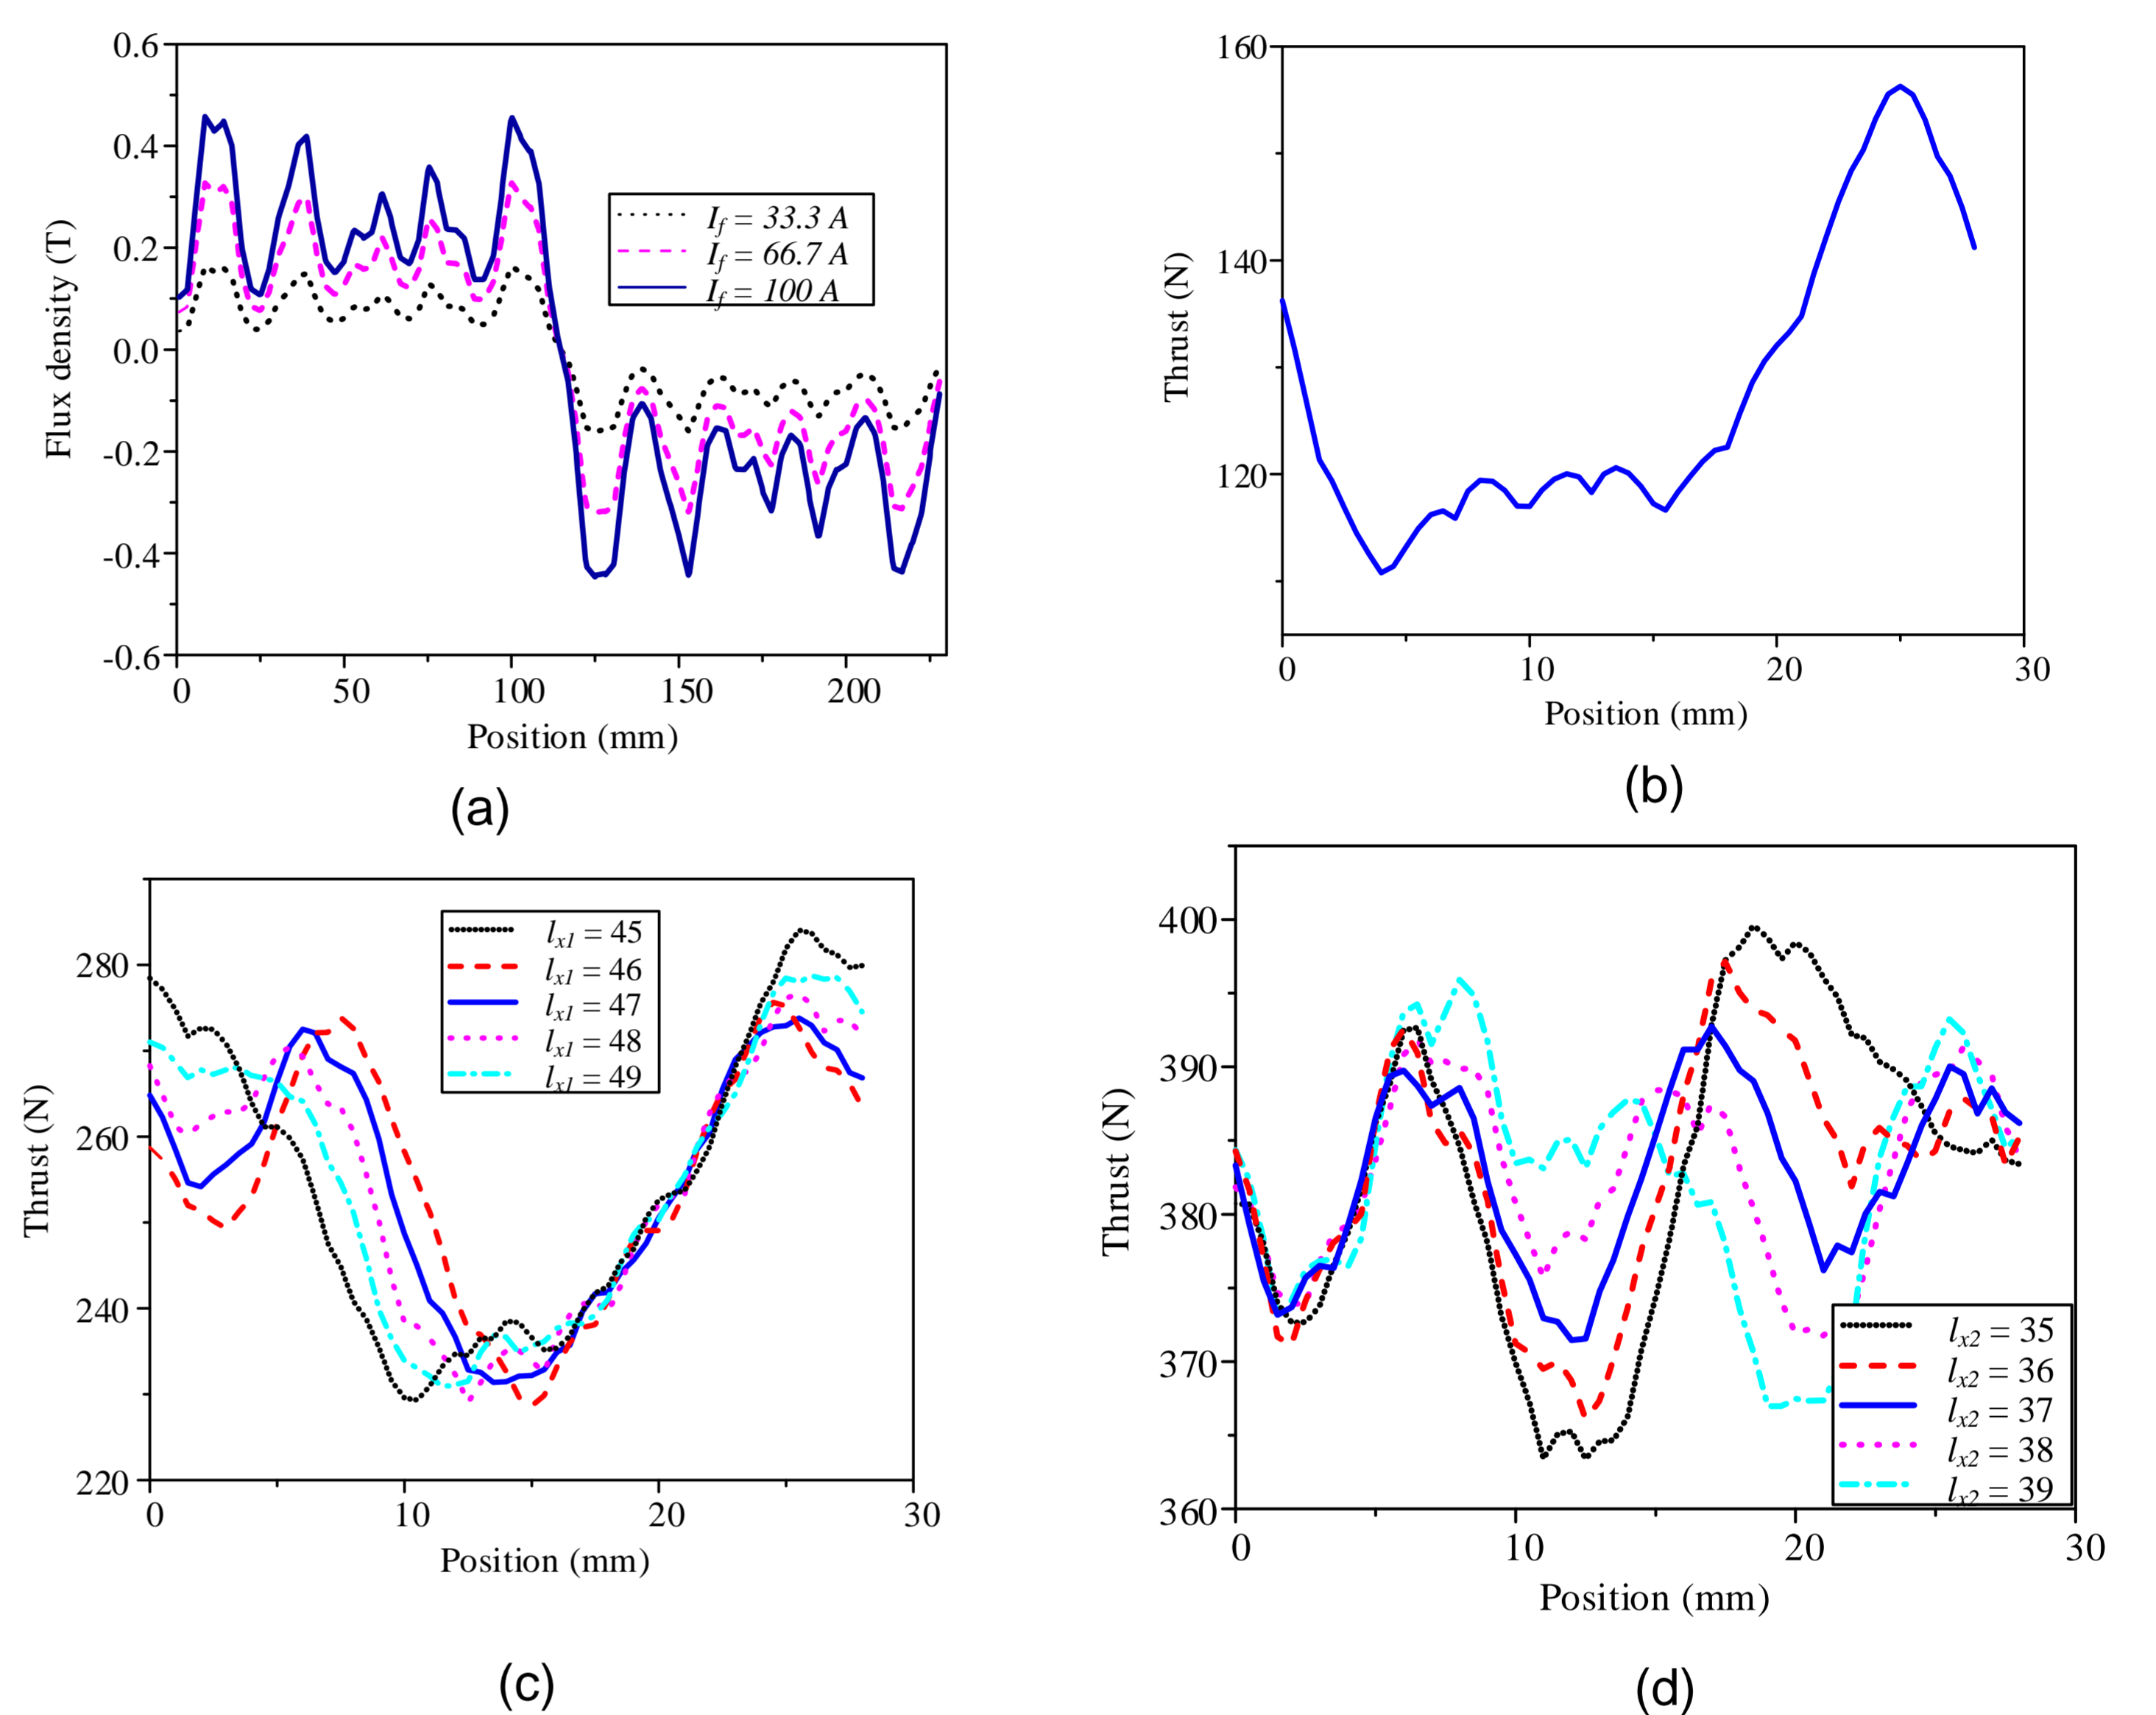 0.6
0.4
0.2
0.0
-0.2
-0.4
-0.6
Flux density (T)
I_f = 33.3 A
I_f = 66.7 A
I_f = 100 A
0 50 100 150 200
Position (mm)
(a)
160
140
120
Thrust (N)
0 10 20 30
Position (mm)
(b)
280
260
240
220
Thrust (N)
l_x1 = 45
l_x1 = 46
l_x1 = 47
l_x1 = 48
l_x1 = 49
0 10 20 30
Position (mm)
(c)
400
390
380
370
360
Thrust (N)
l_x2 = 35
l_x2 = 36
l_x2 = 37
l_x2 = 38
l_x2 = 39
0 10 20 30
Position (mm)
(d)